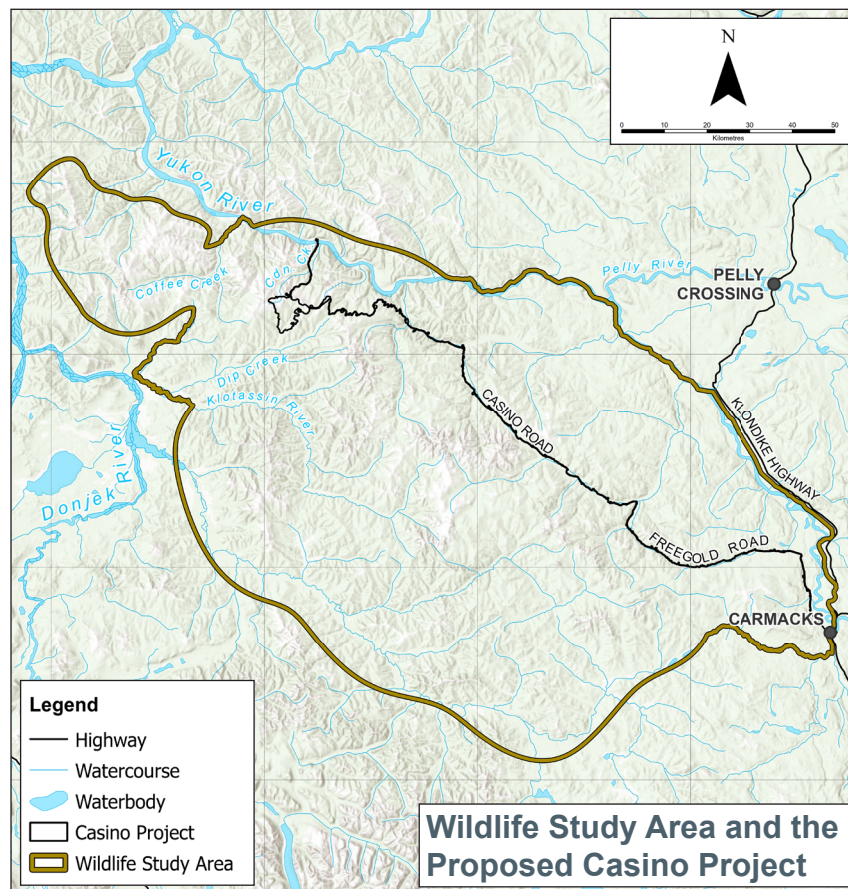 N
0 10 20 30 40 50
Kilometres
Yukon River
Pelly River
PELLY
CROSSING
Cdn Ck
Coffee Creek
Dip Creek
Klotassin River
CASINO ROAD
KLONDIKE HIGHWAY
Donjek River
FREEGOLD ROAD
CARMACKS
Legend
Highway
Watercourse
Waterbody
Casino Project
Wildlife Study Area
Wildlife Study Area and the
Proposed Casino Project